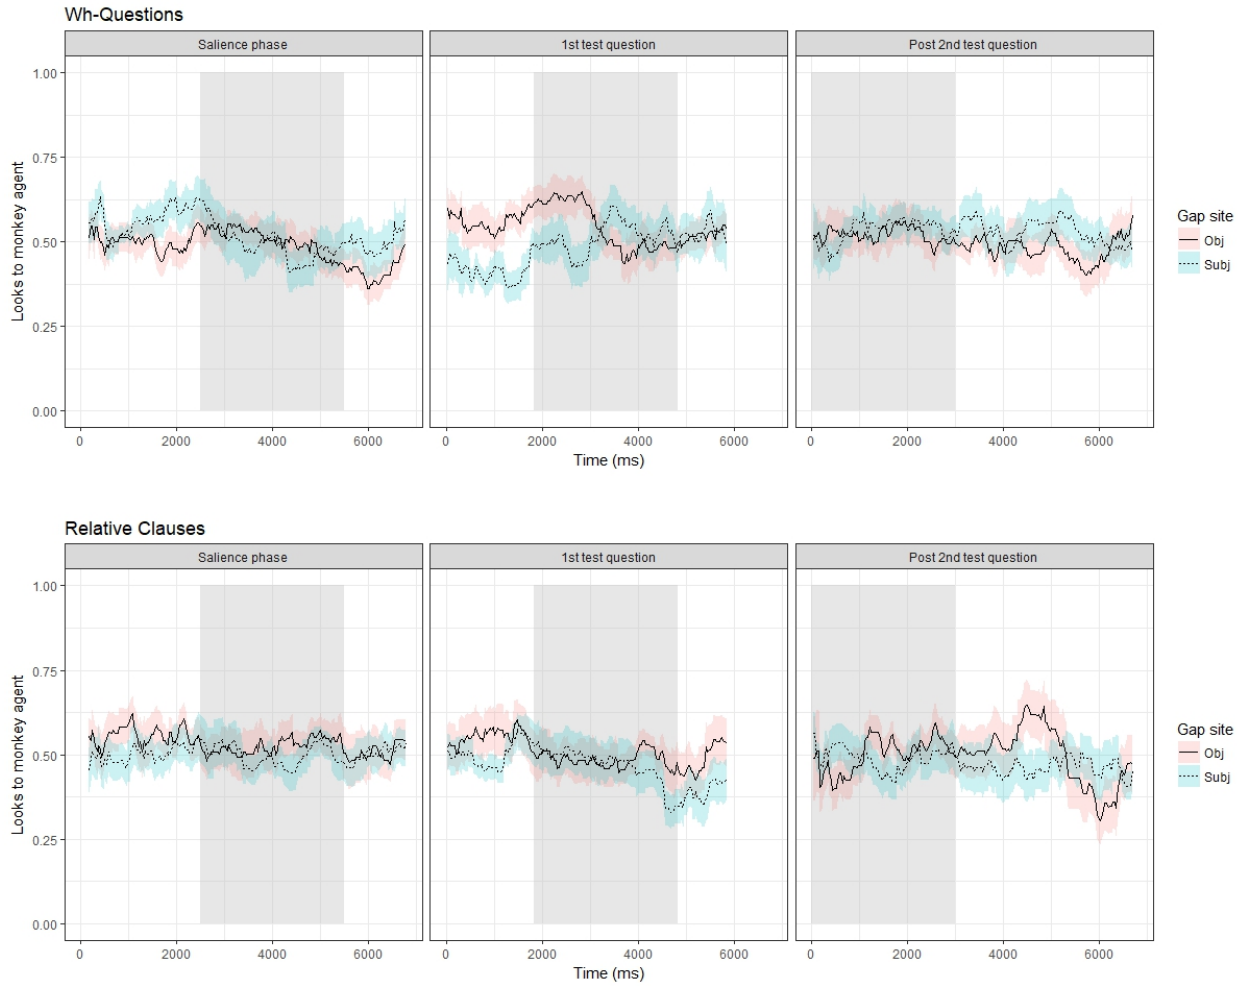 Wh-Questions
Salience phase
1st test question
Post 2nd test question
1.00
0.75
0.50
0.25
0.00
Looks to monkey agent
0 2000 4000 6000
0 2000 4000 6000
0 2000 4000 6000
Time (ms)
Gap site
Obj
Subj
Relative Clauses
Salience phase
1st test question
Post 2nd test question
1.00
0.75
0.50
0.25
0.00
Looks to monkey agent
0 2000 4000 6000
0 2000 4000 6000
0 2000 4000 6000
Time (ms)
Gap site
Obj
Subj